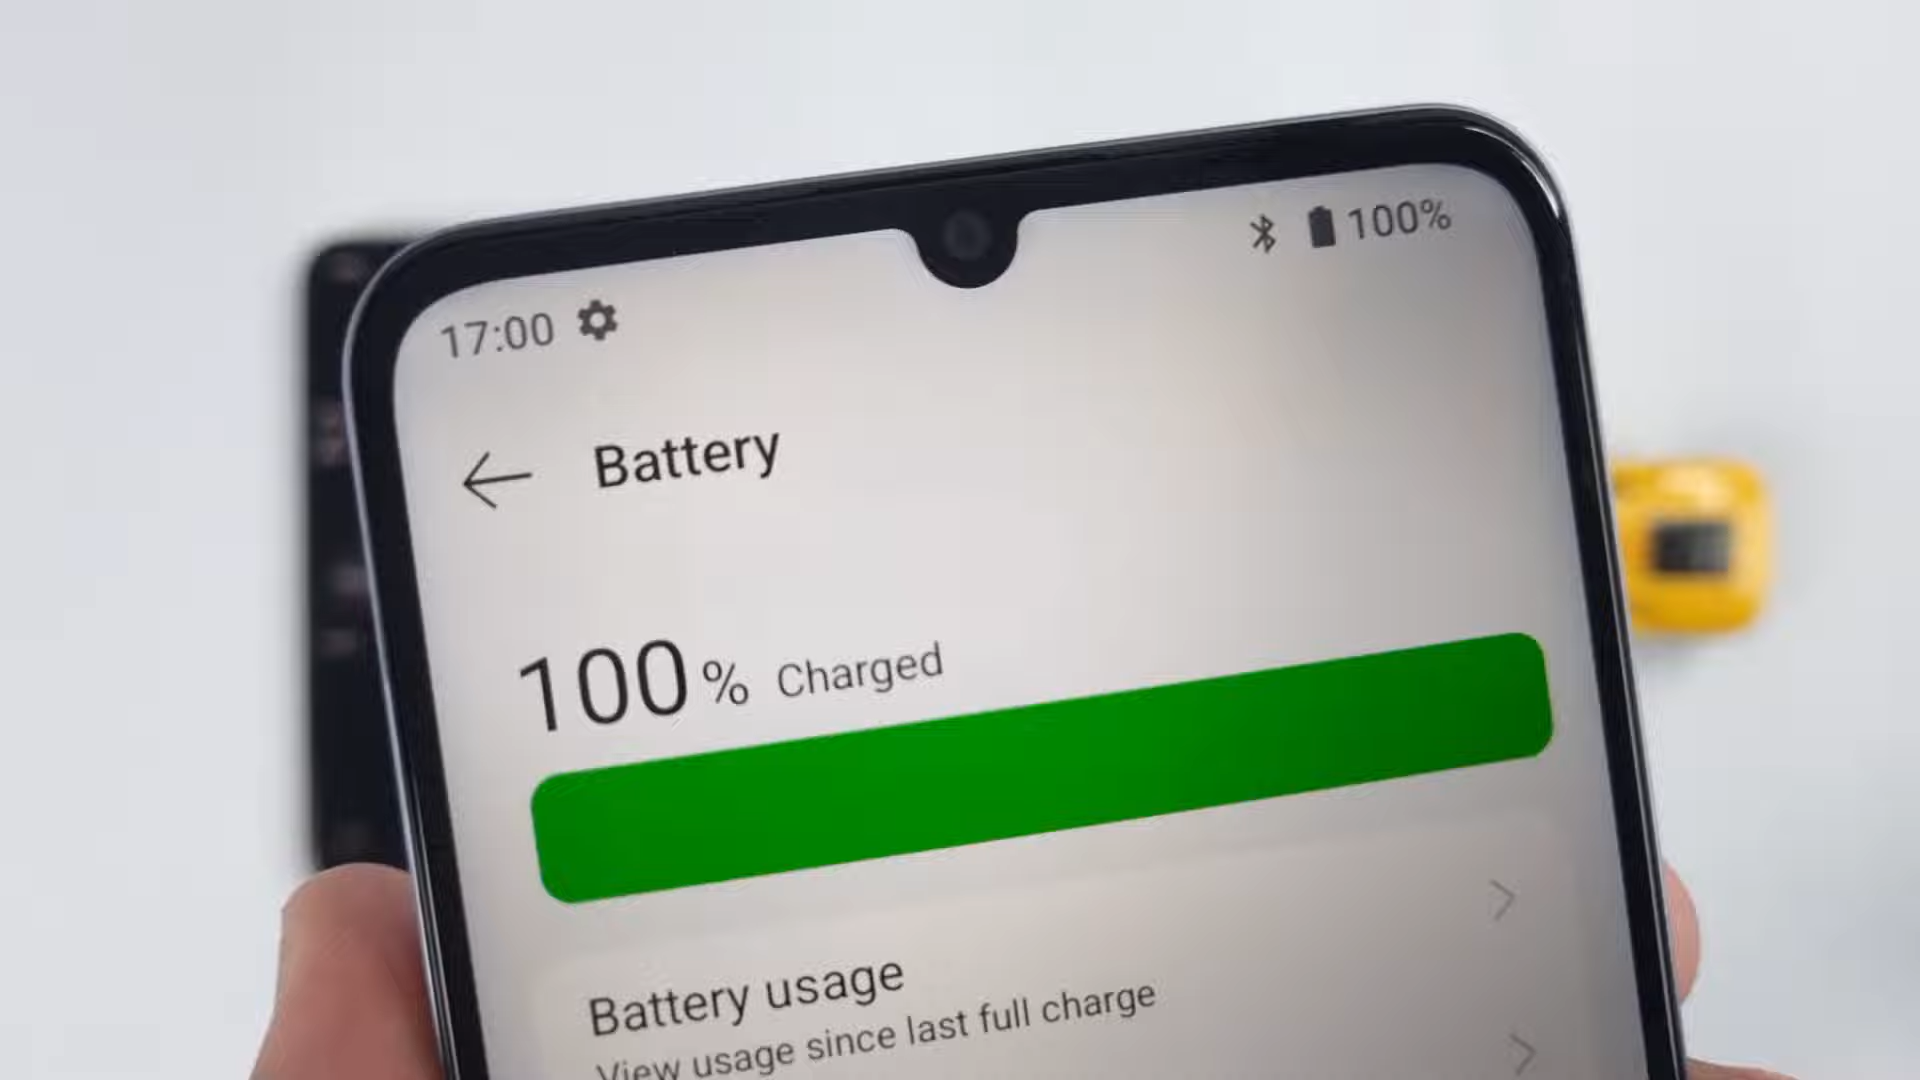 17:00 100%
Battery
100% Charged
Battery usage
View usage since last full charge